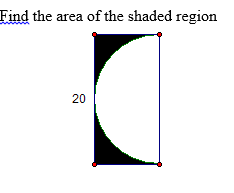 Find the area of the shaded region
20